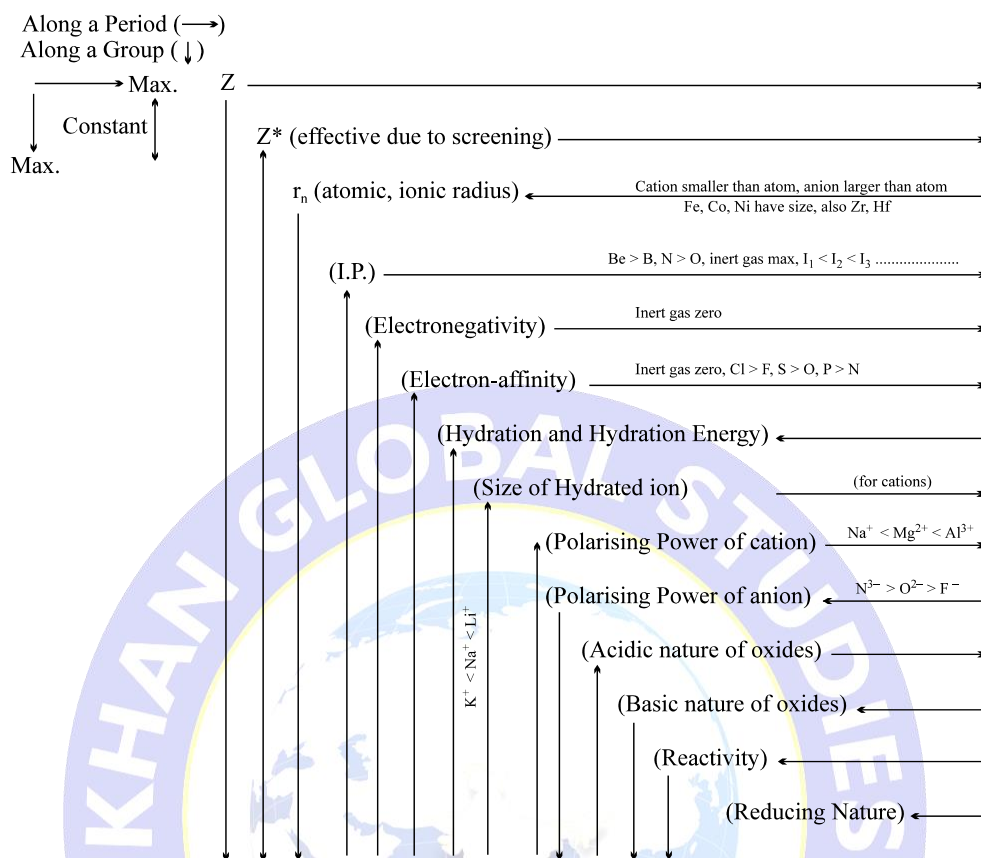 Along a Period (⟶)
Along a Group (↓)
Max.
Constant
Max.
Z
Z* (effective due to screening)
rₙ (atomic, ionic radius)
Cation smaller than atom, anion larger than atom
Fe, Co, Ni have size, also Zr, Hf
(I.P.)
Be > B, N > O, inert gas max, I₁ < I₂ < I₃ .....................
(Electronegativity)
Inert gas zero
(Electron-affinity)
Inert gas zero, Cl > F, S > O, P > N
(Hydration and Hydration Energy)
(Size of Hydrated ion)
(for cations)
(Polarising Power of cation)
Na⁺ < Mg²⁺ < Al³⁺
(Polarising Power of anion)
N³⁻ > O²⁻ > F⁻
K⁺ < Na⁺ < Li⁺
(Acidic nature of oxides)
(Basic nature of oxides)
(Reactivity)
(Reducing Nature)
KHAN GLOBAL STUDIES